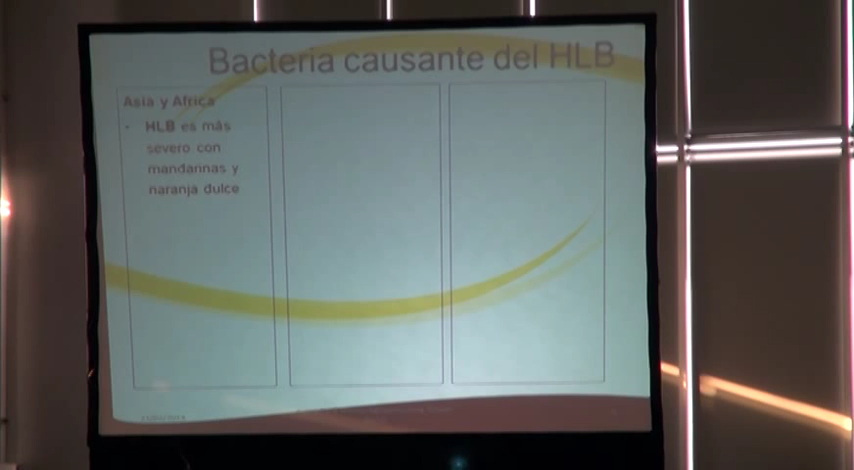 Bacteria causante del HLB
Asia y Africa
• HLB es más
severo con
mandarinas y
naranja dulce